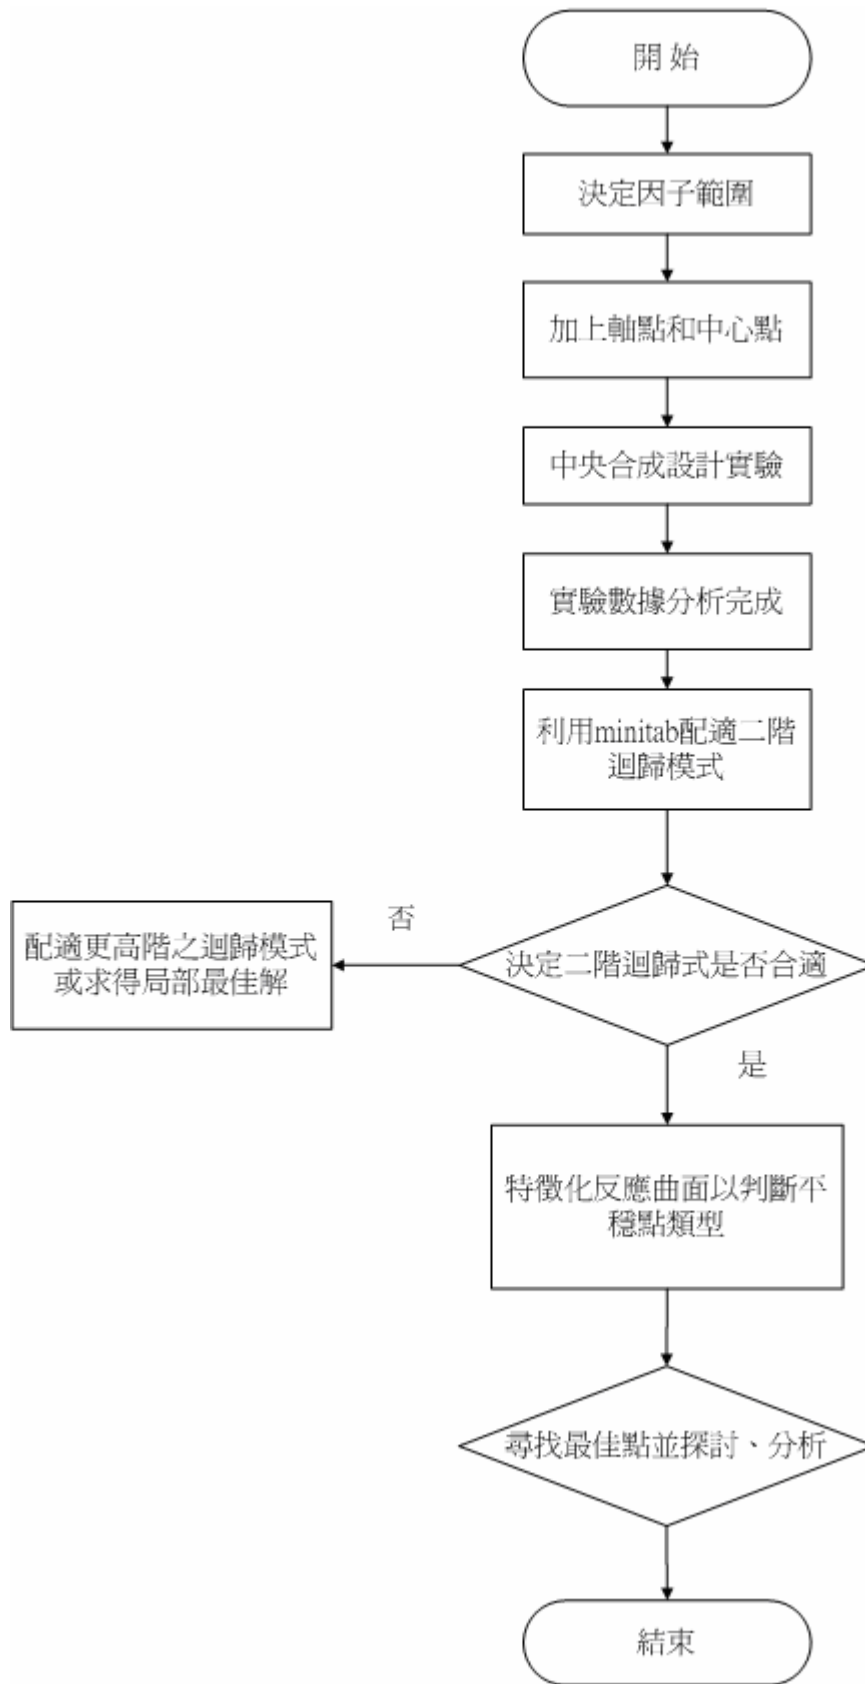 開始
決定因子範圍
加上軸點和中心點
中央合成設計實驗
實驗數據分析完成
利用minitab配適二階
迴歸模式
否
配適更高階之迴歸模式
或求得局部最佳解
決定二階迴歸式是否合適
是
特徵化反應曲面以判斷平
穩點類型
尋找最佳點並探討、分析
結束